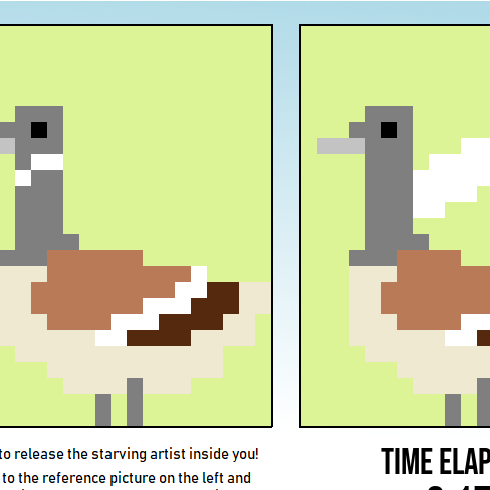 to release the starving artist inside you!
to the reference picture on the left and
TIME ELAP